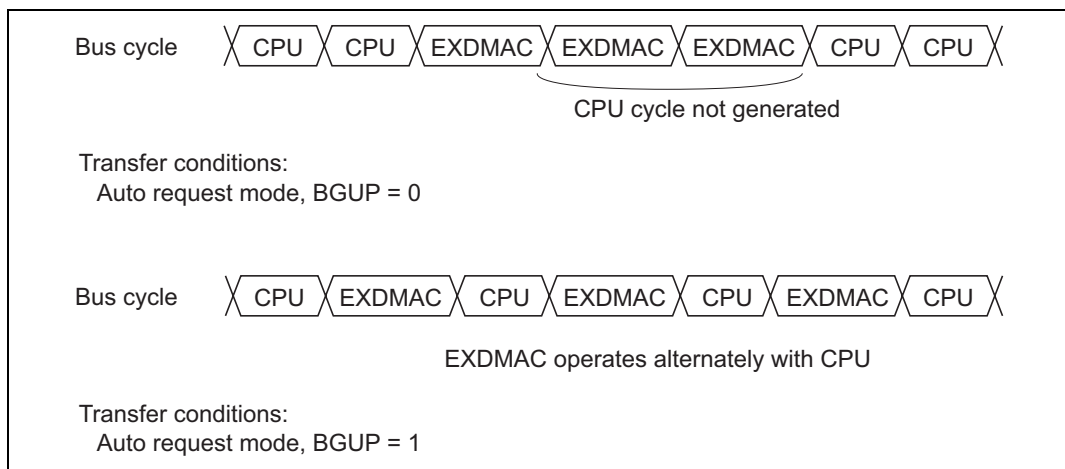 Bus cycle CPU CPU EXDMAC EXDMAC EXDMAC CPU CPU
CPU cycle not generated
Transfer conditions:
Auto request mode, BGUP = 0
Bus cycle CPU EXDMAC CPU EXDMAC CPU EXDMAC CPU
EXDMAC operates alternately with CPU
Transfer conditions:
Auto request mode, BGUP = 1